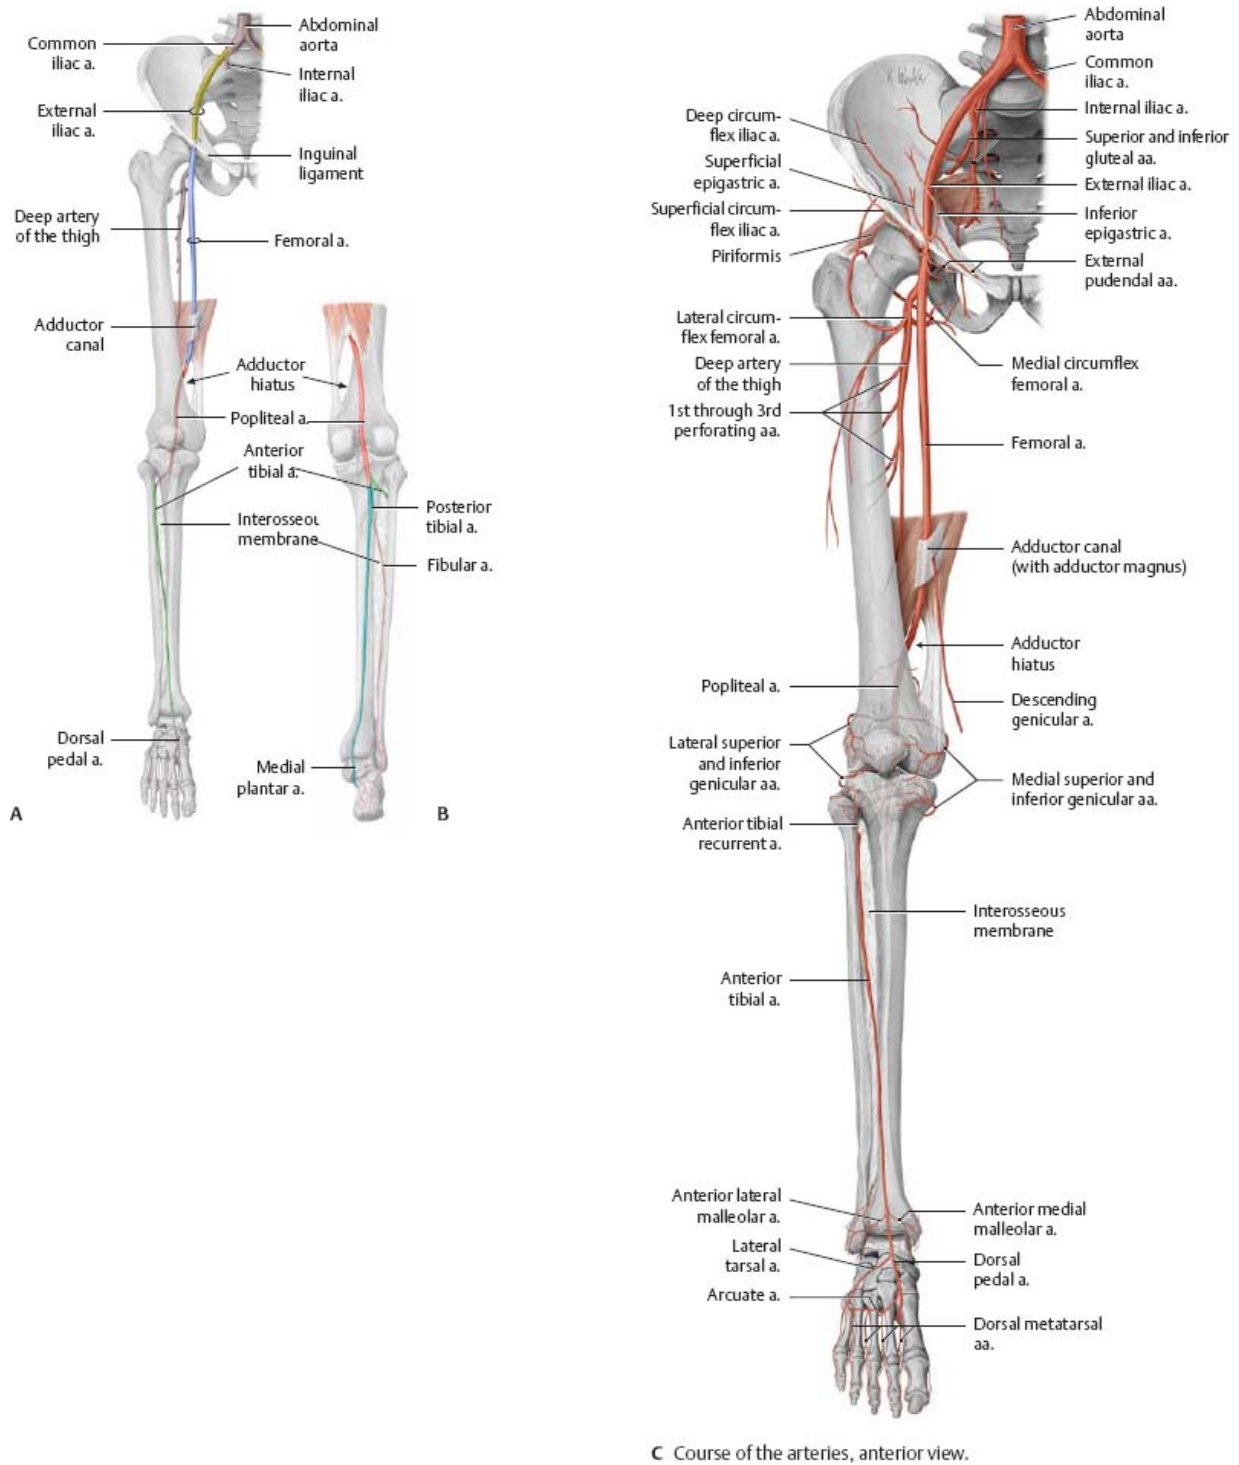 Abdominal
aorta
Common
iliac a.
Internal
iliac a.
External
iliac a.
Inguinal
ligament
Deep artery
of the thigh
Femoral a.
Adductor
canal
Adductor
hiatus
Popliteal a.
Anterior
tibial a.
Interosseou
membrane
Posterior
tibial a.
Fibular a.
Dorsal
pedal a.
Medial
plantar a.
A
B
Abdominal
aorta
Common
iliac a.
Internal iliac a.
Deep circum-
flex iliac a.
Superior and inferior
gluteal aa.
Superficial
epigastric a.
External iliac a.
Superficial circum-
flex iliac a.
Inferior
epigastric a.
Piriformis
External
pudendal aa.
Lateral circum-
flex femoral a.
Deep artery
of the thigh
Medial circumflex
femoral a.
1st through 3rd
perforating aa.
Femoral a.
Adductor canal
(with adductor magnus)
Adductor
hiatus
Popliteal a.
Descending
genicular a.
Lateral superior
and inferior
genicular aa.
Medial superior and
inferior genicular aa.
Anterior tibial
recurrent a.
Interosseous
membrane
Anterior
tibial a.
Anterior lateral
malleolar a.
Anterior medial
malleolar a.
Lateral
tarsal a.
Dorsal
pedal a.
Arcuate a.
Dorsal metatarsal
aa.
C Course of the arteries, anterior view.